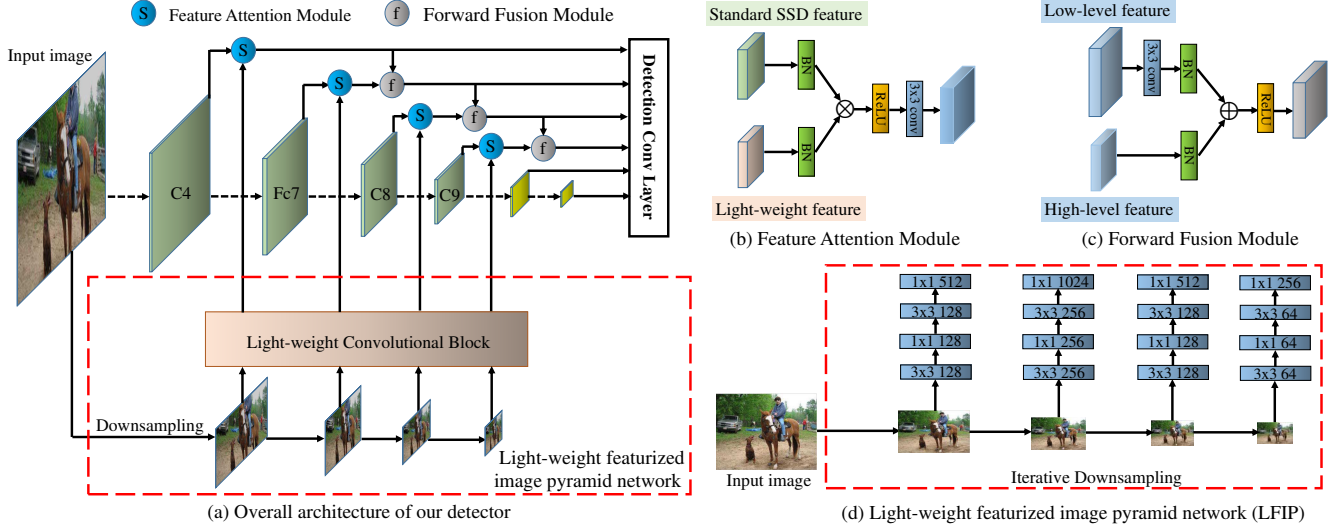 S Feature Attention Module
f Forward Fusion Module
Input image
S
S
f
S
f
S
f
C4
Fc7
C8
C9
Detection Conv Layer
Light-weight Convolutional Block
Downsampling
Light-weight featurized
image pyramid network
(a) Overall architecture of our detector
Standard SSD feature
BN
BN
ReLU
3x3 conv
Light-weight feature
(b) Feature Attention Module
Low-level feature
3x3 conv
BN
BN
ReLU
High-level feature
(c) Forward Fusion Module
1x1 512
3x3 128
1x1 128
3x3 128
1x1 1024
3x3 256
1x1 256
3x3 256
1x1 512
3x3 128
1x1 128
3x3 128
1x1 256
3x3 64
1x1 64
3x3 64
Input image
Iterative Downsampling
(d) Light-weight featurized image pyramid network (LFIP)